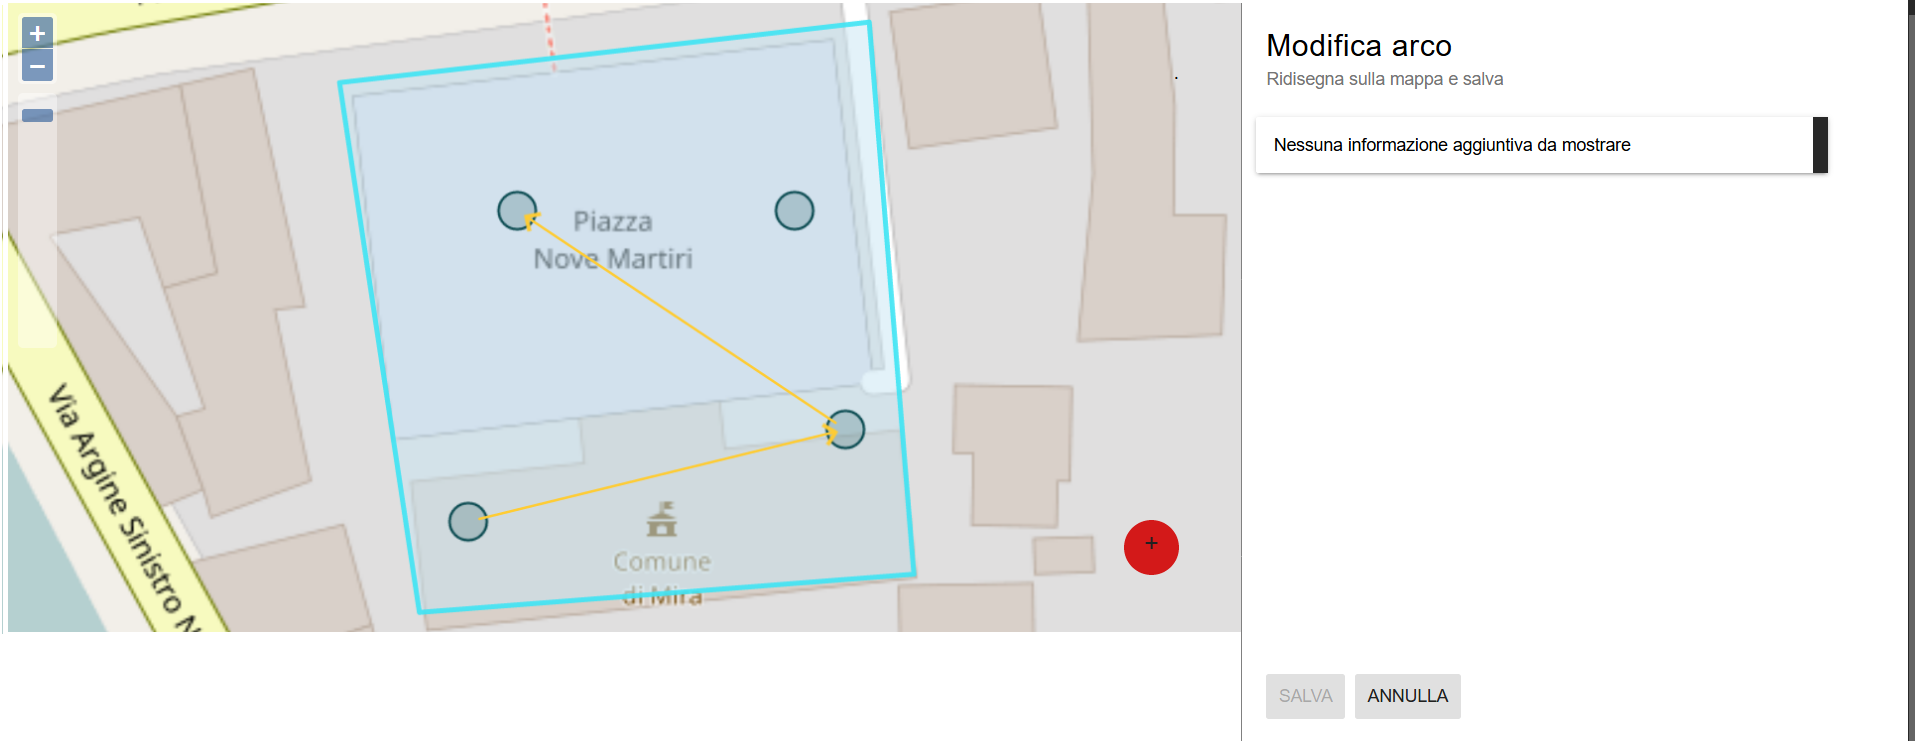 +
−
Piazza
Nove Martiri
Via Argine Sinistro N
Comune
di Mira
+
Modifica arco
Ridisegna sulla mappa e salva
Nessuna informazione aggiuntiva da mostrare
SALVA
ANNULLA